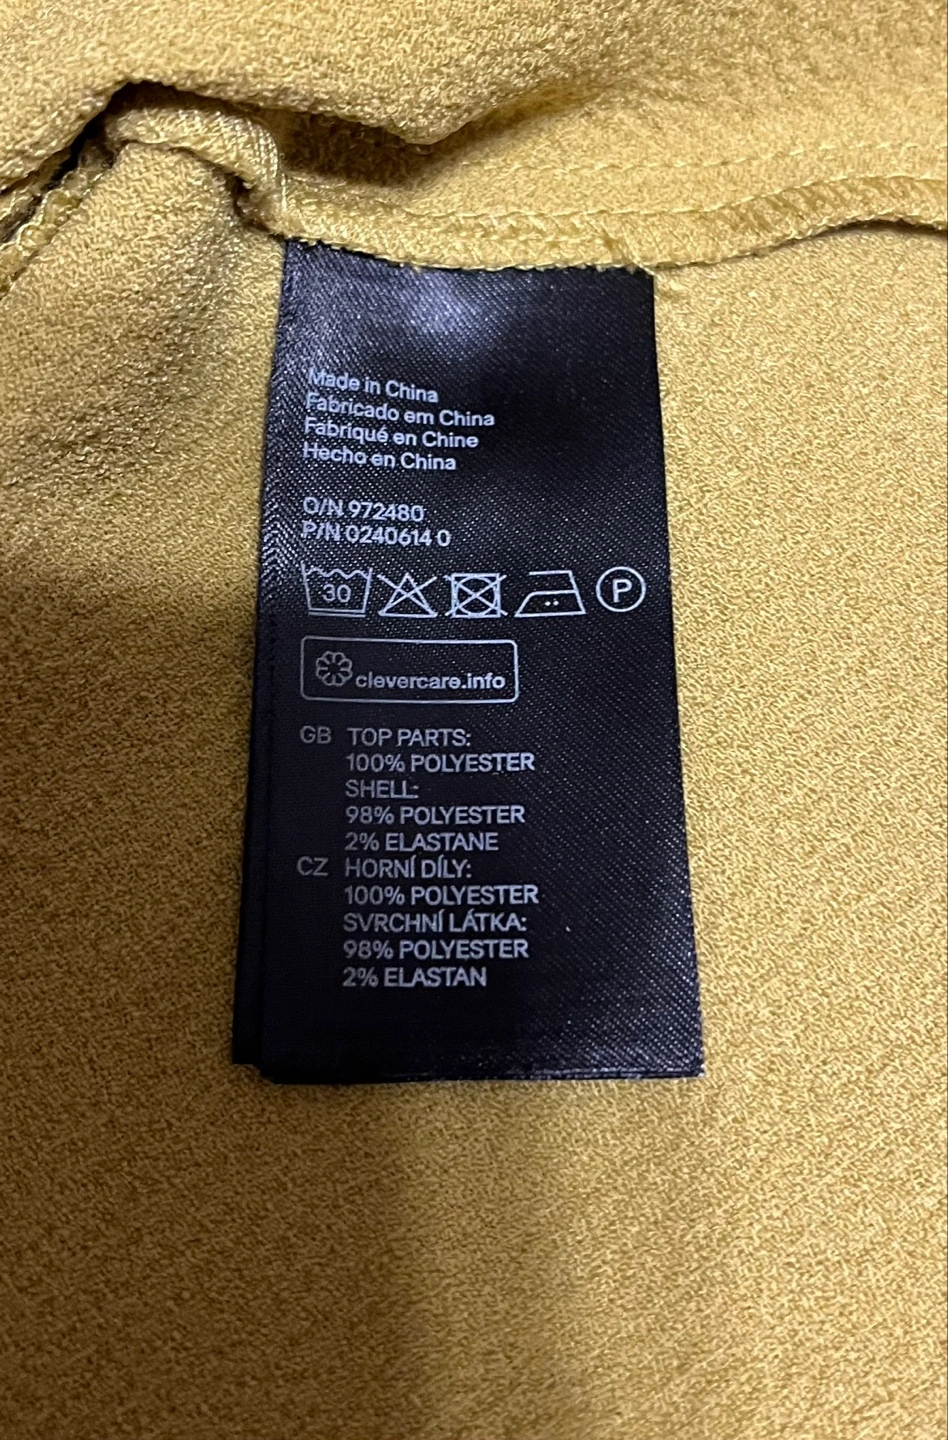 Made in China
Fabricado em China
Fabriqué en Chine
Hecho en China
O/N 972480
P/N 0240614 0
30 P
clevercare.info
GB TOP PARTS:
100% POLYESTER
SHELL:
98% POLYESTER
2% ELASTANE
CZ HORNÍ DÍLY:
100% POLYESTER
SVRCHNÍ LÁTKA:
98% POLYESTER
2% ELASTAN